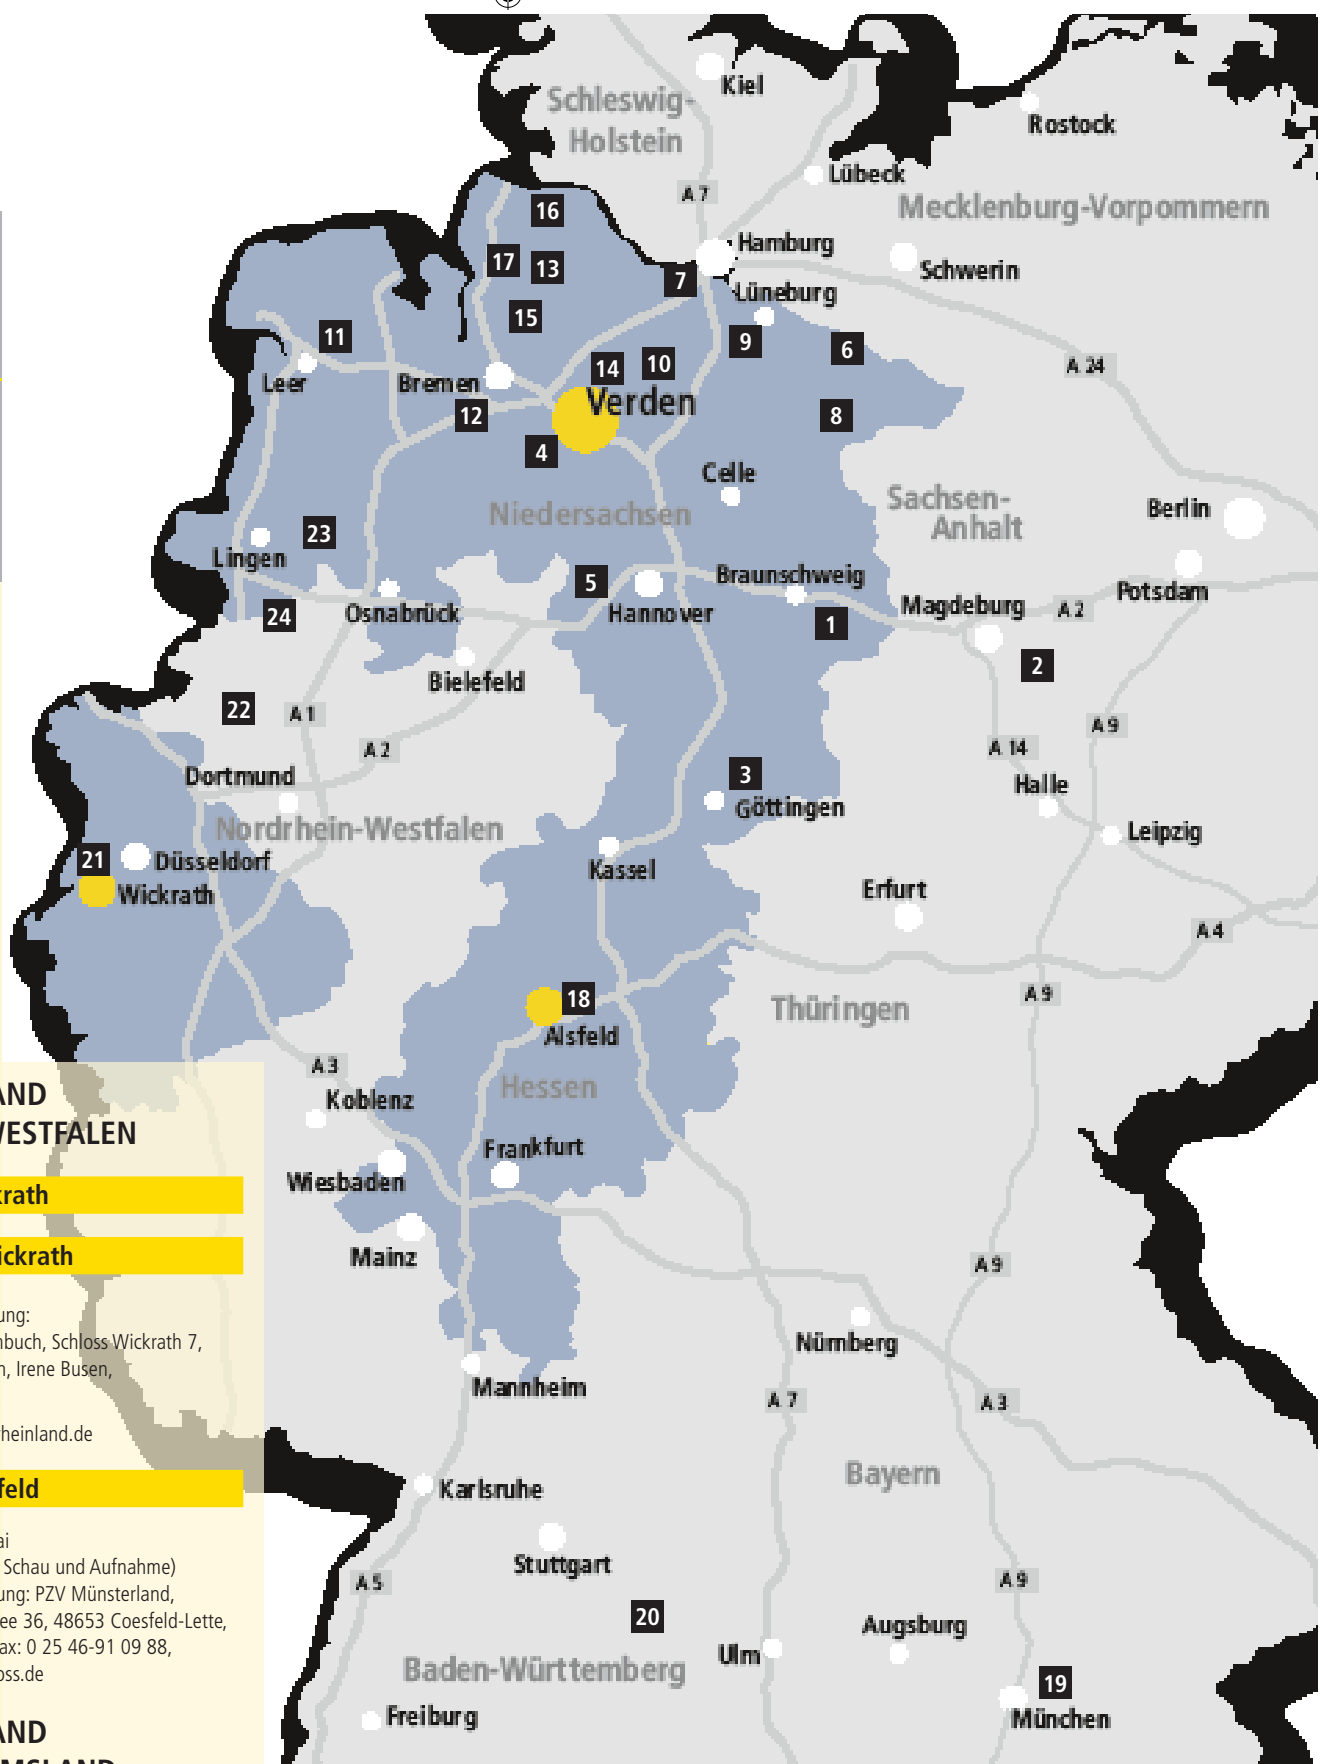 Kiel
Schleswig-
Holstein
Rostock
Lübeck
A 7
Mecklenburg-Vorpommern
16
Hamburg
17
13
7
Schwerin
Lüneburg
15
11
9
6
14
10
A 24
Leer
Bremen
Verden
12
8
4
Celle
Niedersachsen
Sachsen-
Anhalt
Berlin
23
Lingen
5
Braunschweig
Potsdam
24
Osnabrück
Hannover
Magdeburg
A 2
1
2
Bielefeld
22
A 1
A 2
A 9
A 14
3
Dortmund
Halle
Göttingen
Nordrhein-Westfalen
Leipzig
21
Düsseldorf
Kassel
Wickrath
Erfurt
A 4
18
A 9
Thüringen
Alsfeld
A 3
Hessen
Koblenz
Frankfurt
Wiesbaden
Mainz
A 9
Nürnberg
Mannheim
A 7
A 3
Bayern
Karlsruhe
Stuttgart
A 5
A 9
20
Augsburg
Ulm
Baden-Württemberg
19
Freiburg
München
AND
WESTFALEN
krath
ickrath
ung:
nbuch, Schloss Wickrath 7,
n, Irene Busen,
heinland.de
feld
ai
Schau und Aufnahme)
ung: PZV Münsterland,
ee 36, 48653 Coesfeld-Lette,
ax: 0 25 46-91 09 88,
oss.de
AND